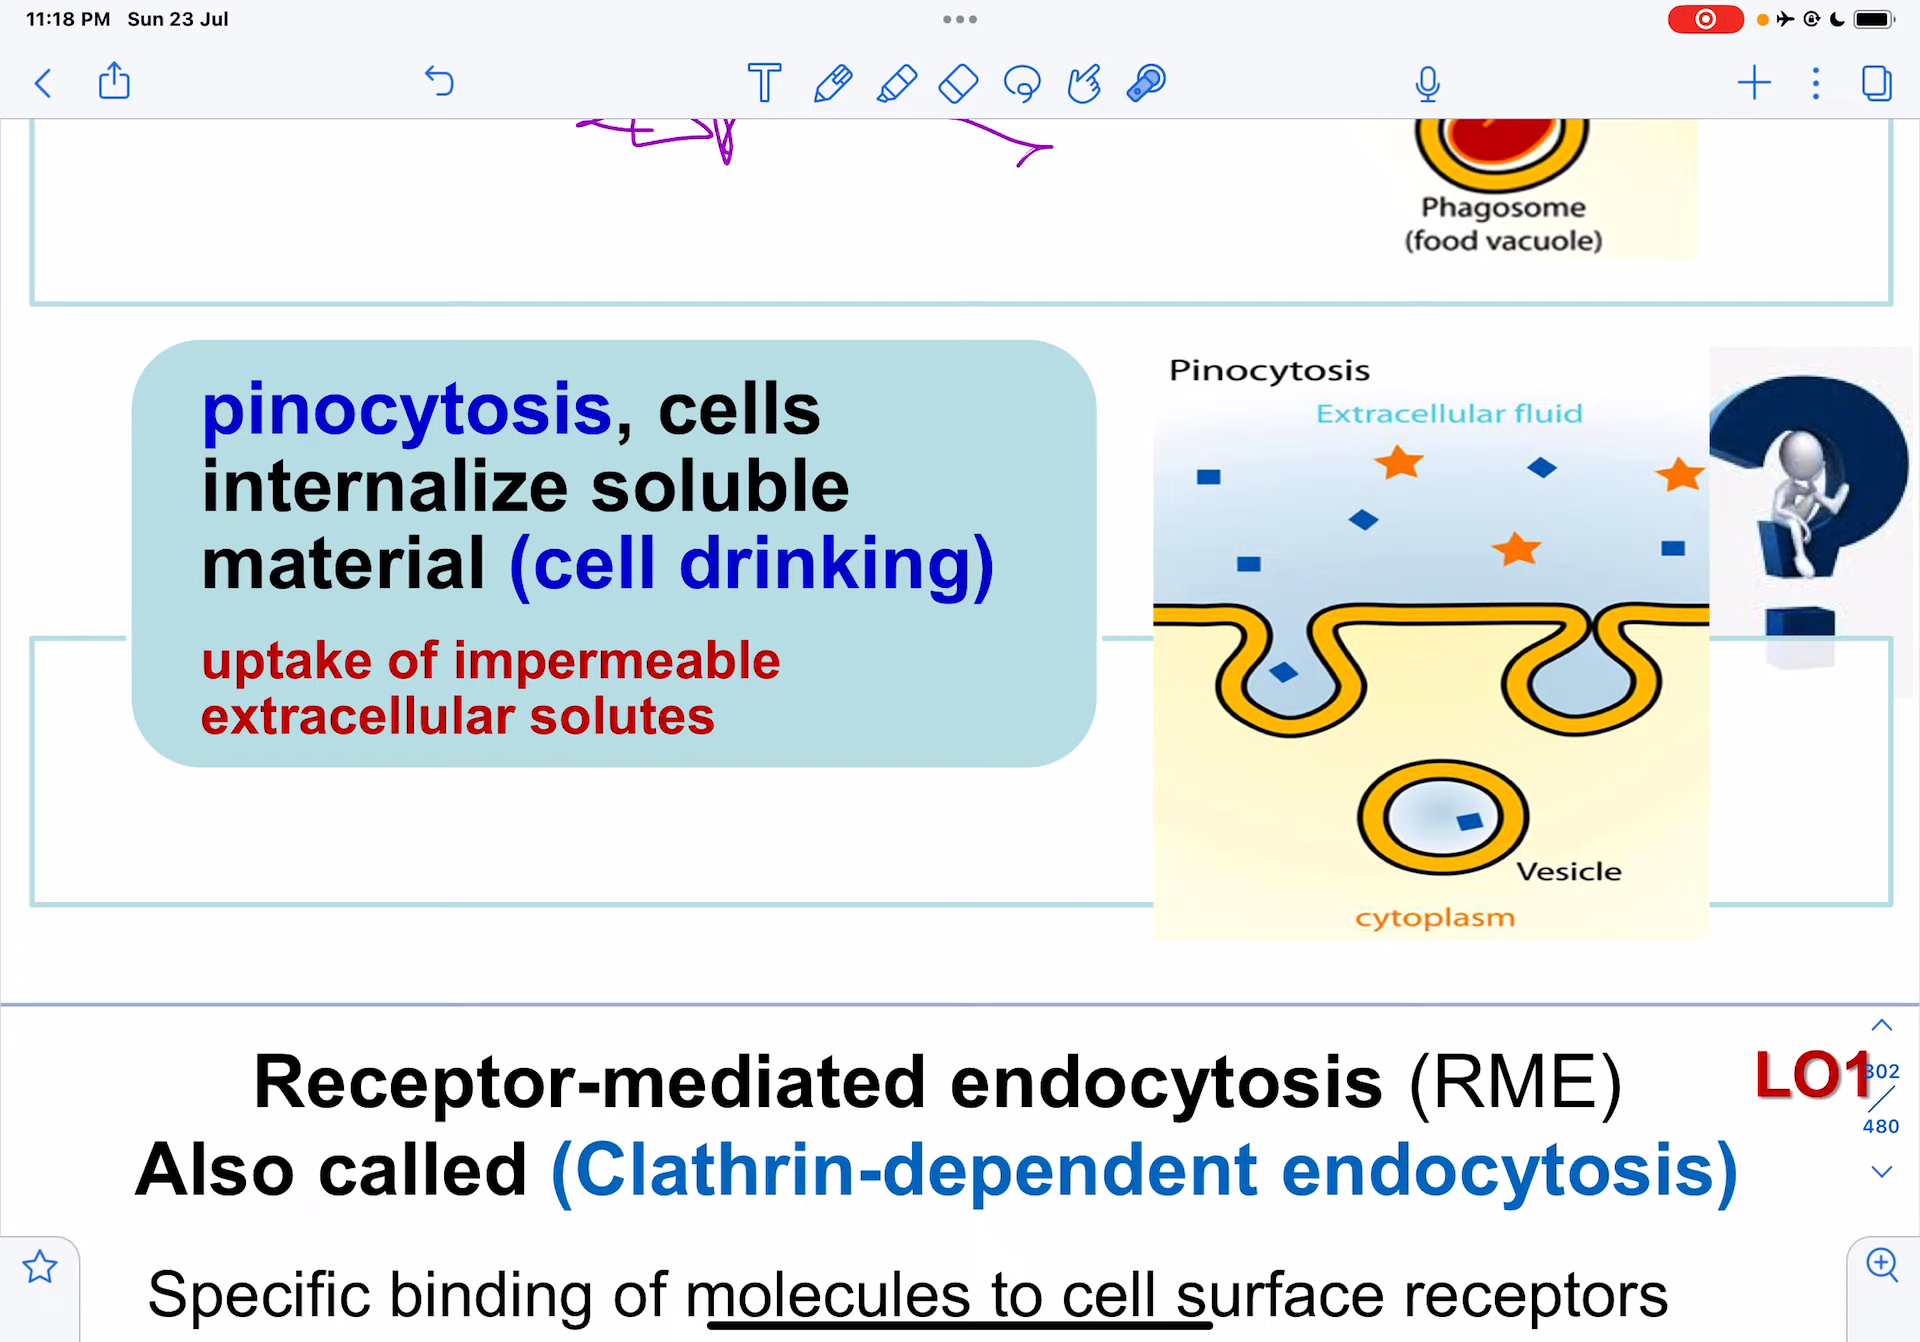 11:18 PM Sun 23 Jul
Phagosome
(food vacuole)
pinocytosis, cells
internalize soluble
material (cell drinking)
uptake of impermeable
extracellular solutes
Pinocytosis
Extracellular fluid
Vesicle
cytoplasm
Receptor-mediated endocytosis (RME)
LO1
302
480
Also called (Clathrin-dependent endocytosis)
Specific binding of molecules to cell surface receptors